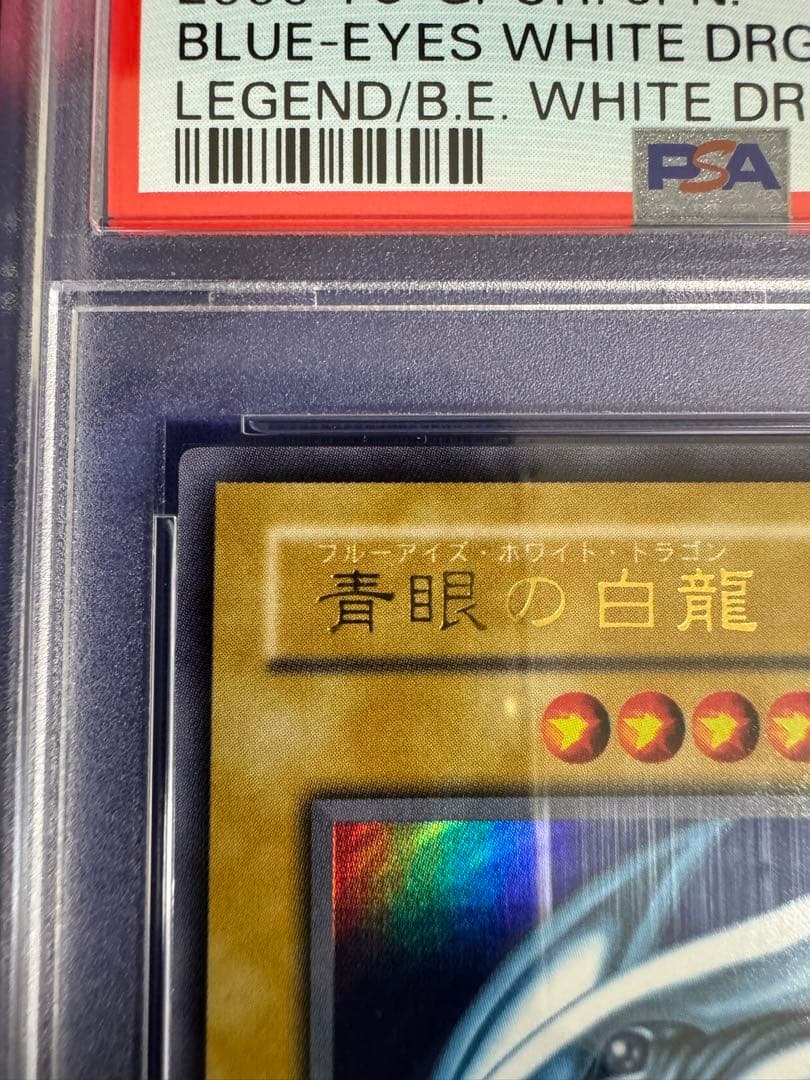 BLUE-EYES WHITE DRG
LEGEND/B.E. WHITE DR
PSA
ブルーアイズ・ホワイト・ドラゴン
青眼の白龍